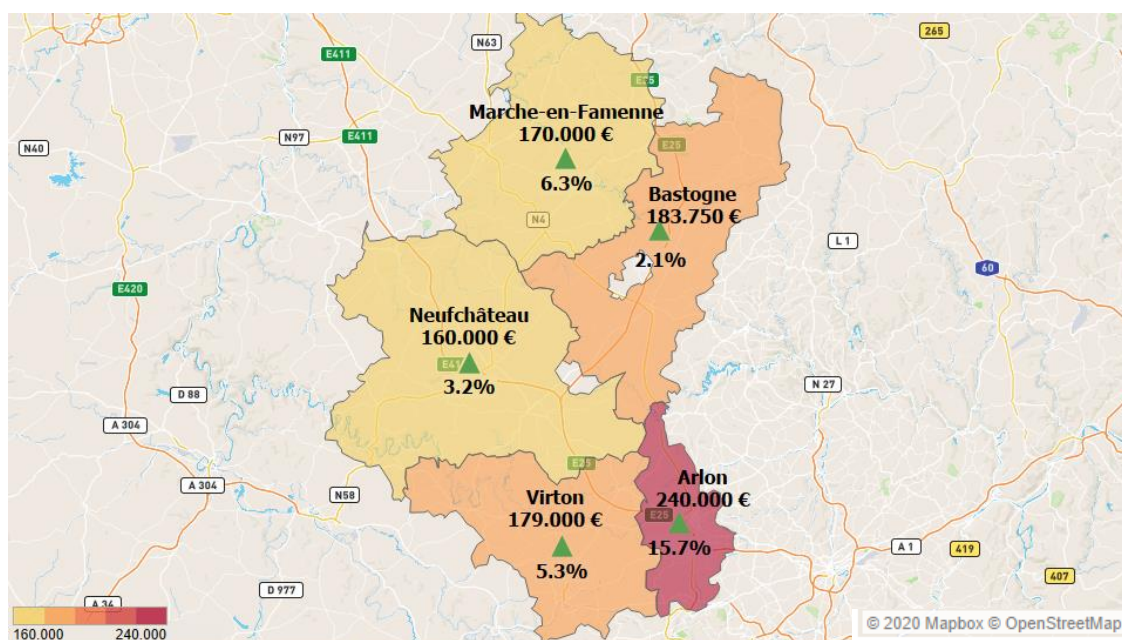 N63
E411
E25
265
Marche-en-Famenne
170.000 €
6.3%
N40
N97
E411
E25
Bastogne
183.750 €
2.1%
N4
L 1
60
E420
Neufchâteau
160.000 €
E41
3.2%
N 27
D 88
A 304
E25
A 304
N58
Virton
179.000 €
5.3%
Arlon
240.000 €
E25
15.7%
A 1
419
407
D 977
A 34
160.000
240.000
© 2020 Mapbox © OpenStreetMap